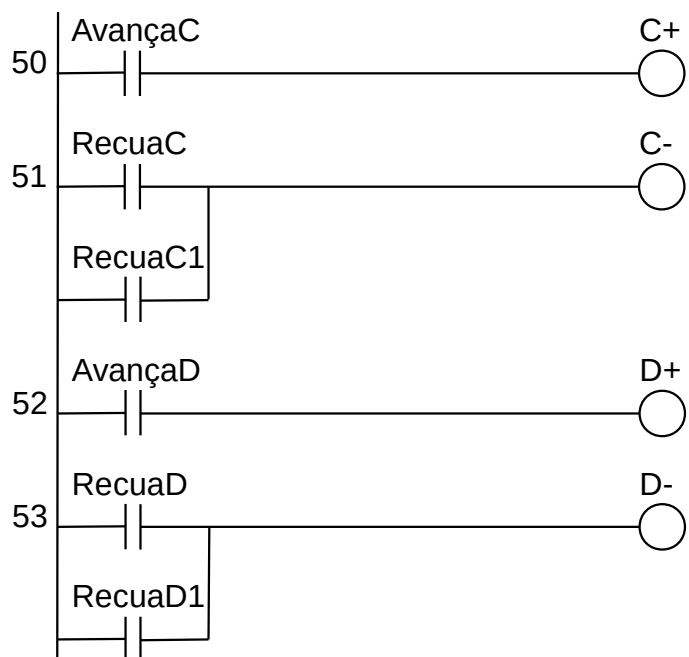 AvançaC C+
50
RecuaC C-
51
RecuaC1
AvançaD D+
52
RecuaD D-
53
RecuaD1